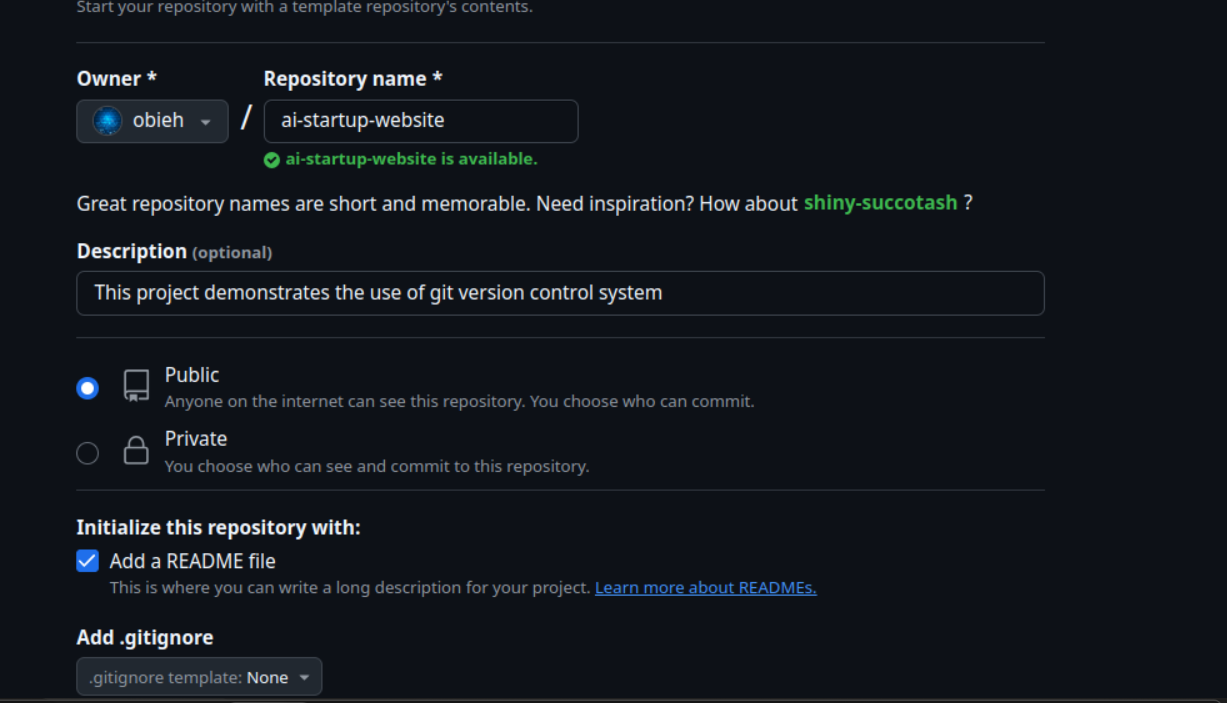 Start your repository with a template repository's contents.
Owner * Repository name *
obieh / ai-startup-website
ai-startup-website is available.
Great repository names are short and memorable. Need inspiration? How about shiny-succotash ?
Description (optional)
This project demonstrates the use of git version control system
Public
Anyone on the internet can see this repository. You choose who can commit.
Private
You choose who can see and commit to this repository.
Initialize this repository with:
Add a README file
This is where you can write a long description for your project. Learn more about READMEs.
Add .gitignore
.gitignore template: None